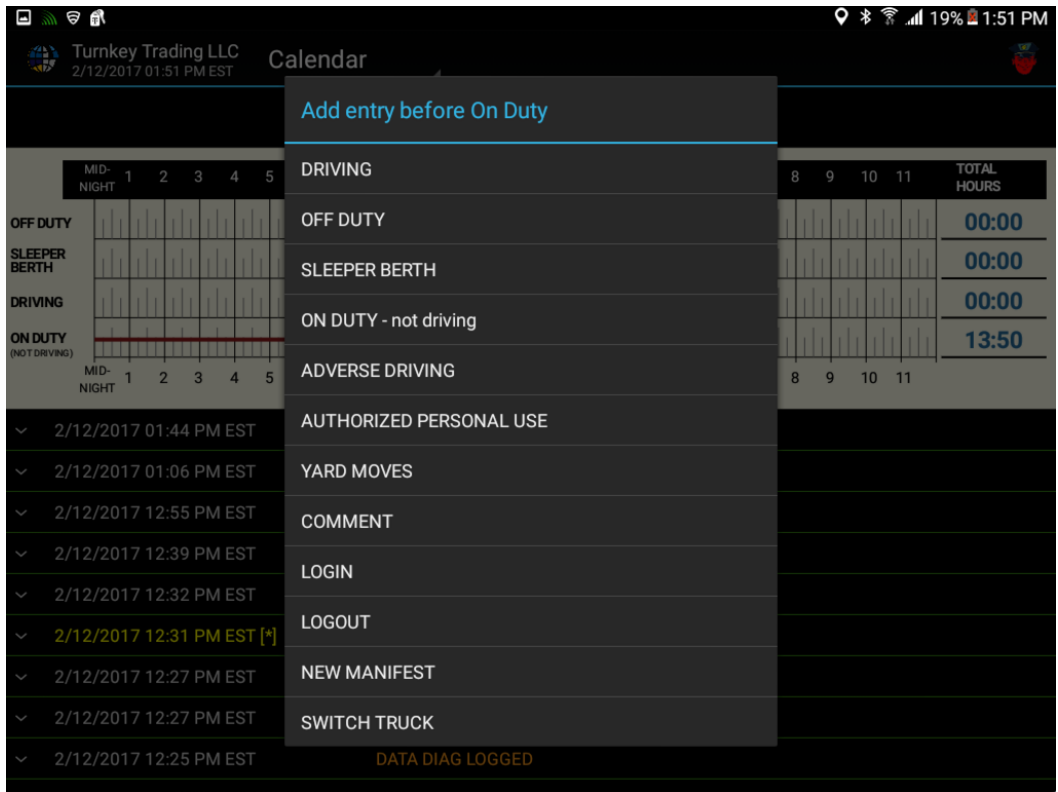 19% 1:51 PM
Turnkey Trading LLC
2/12/2017 01:51 PM EST
Calendar
Add entry before On Duty
DRIVING
OFF DUTY
SLEEPER BERTH
ON DUTY - not driving
ADVERSE DRIVING
AUTHORIZED PERSONAL USE
YARD MOVES
COMMENT
LOGIN
LOGOUT
NEW MANIFEST
SWITCH TRUCK
MID-
NIGHT 1 2 3 4 5 8 9 10 11 TOTAL
HOURS
OFF DUTY 00:00
SLEEPER
BERTH 00:00
DRIVING 00:00
ON DUTY
(NOT DRIVING) 13:50
MID-
NIGHT 1 2 3 4 5 8 9 10 11
2/12/2017 01:44 PM EST
2/12/2017 01:06 PM EST
2/12/2017 12:55 PM EST
2/12/2017 12:39 PM EST
2/12/2017 12:32 PM EST
2/12/2017 12:31 PM EST [*]
2/12/2017 12:27 PM EST
2/12/2017 12:27 PM EST
2/12/2017 12:25 PM EST DATA DIAG LOGGED